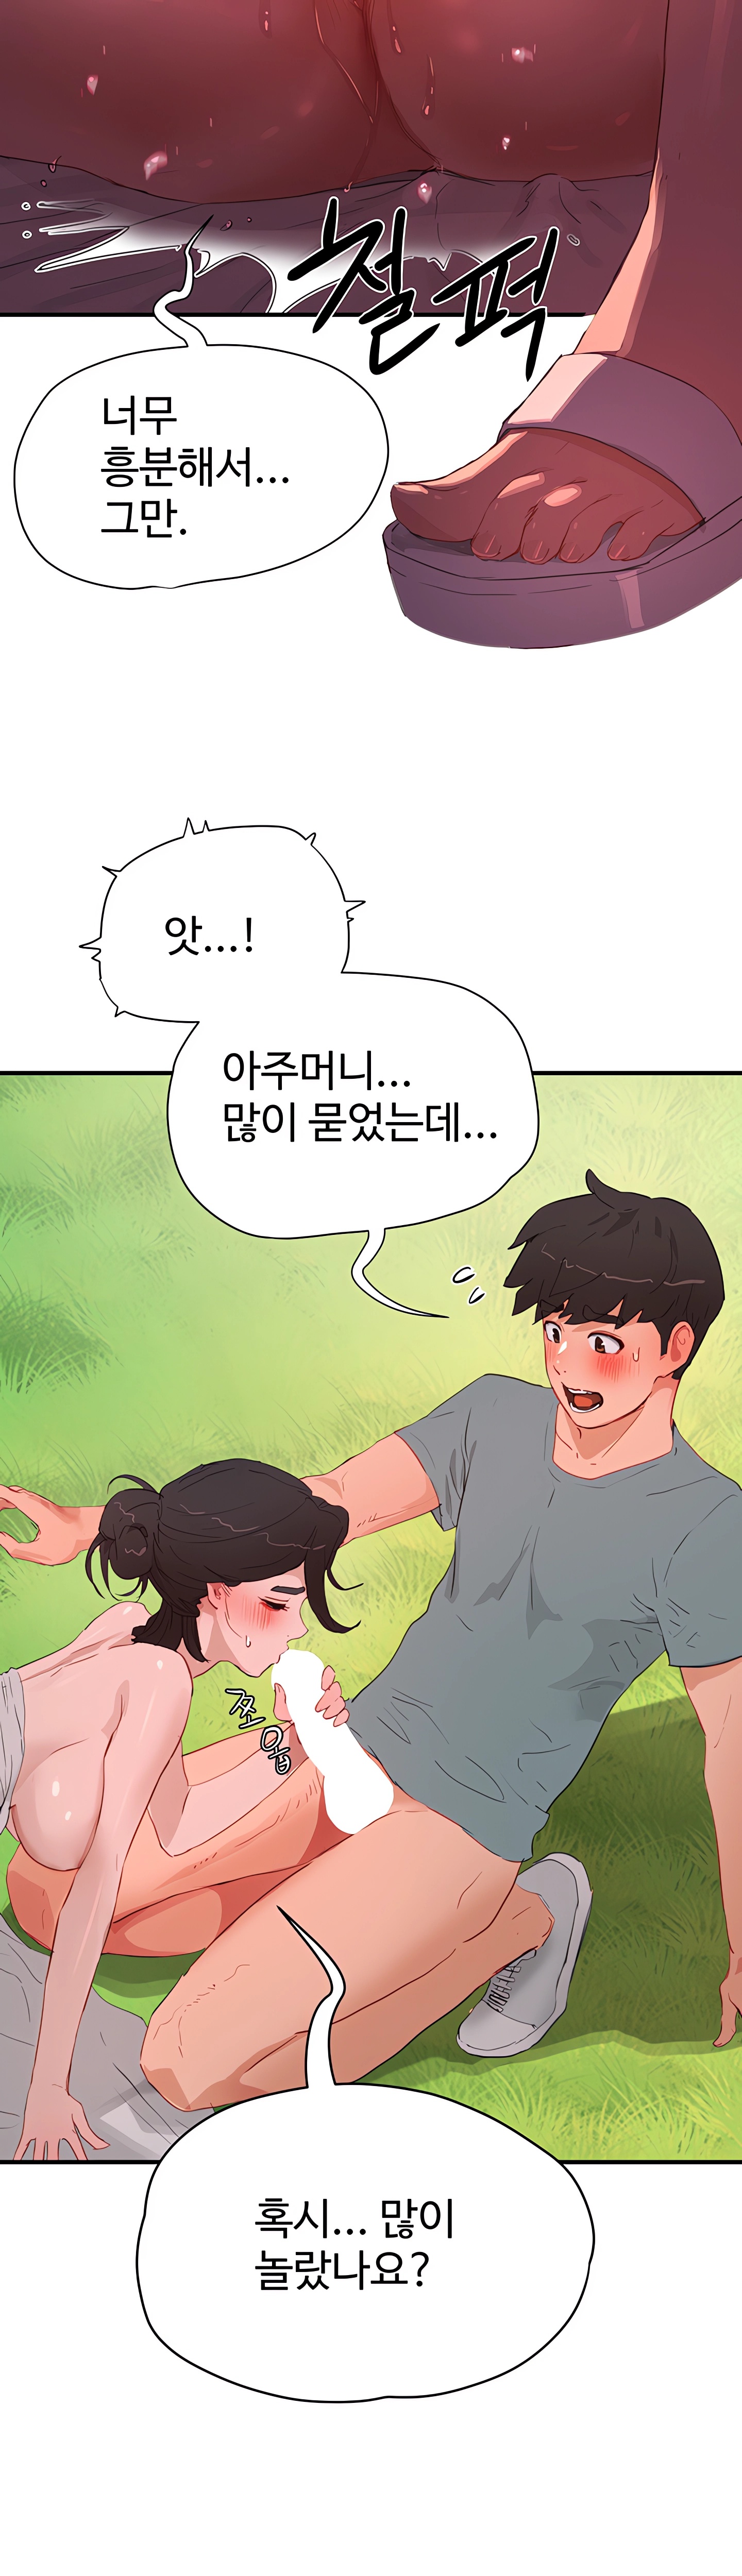 철퍽
너무
흥분해서...
그만.
앗...!
아주머니...
많이 묻었는데...
쪼옵
혹시... 많이
놀랐나요?